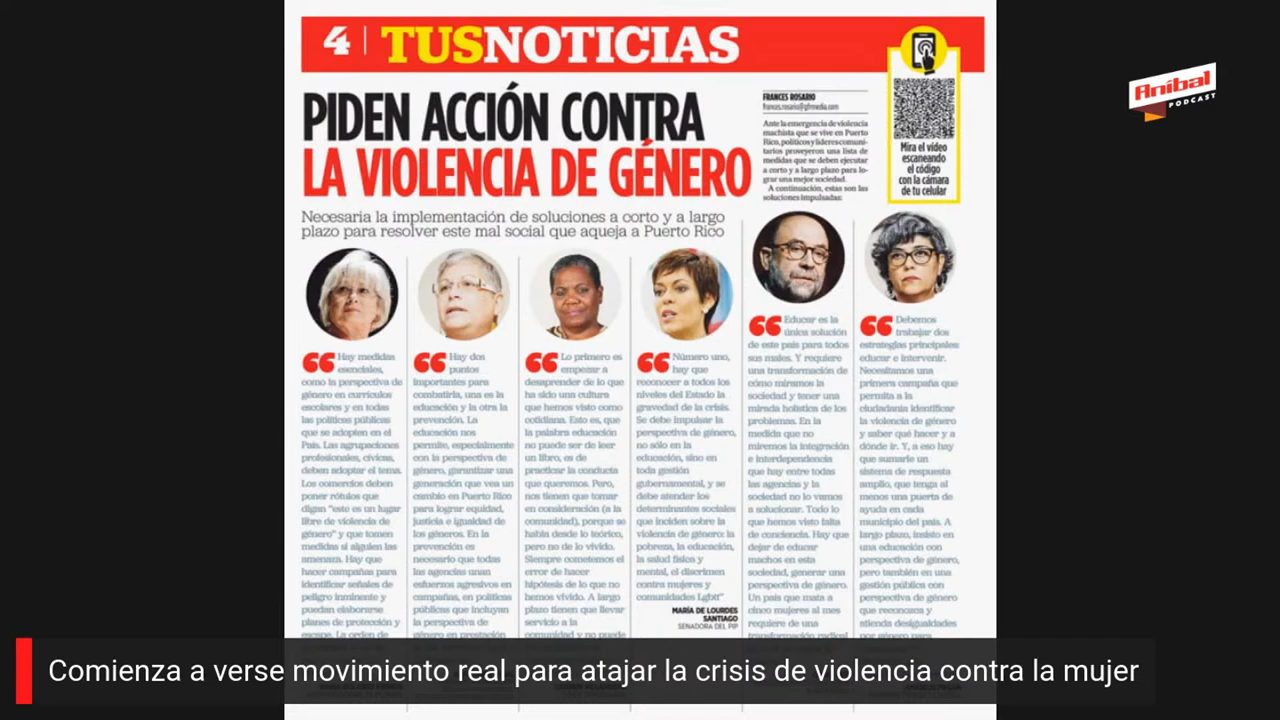 4 | TUSNOTICIAS
Aníbal
PODCAST
PIDEN ACCIÓN CONTRA
LA VIOLENCIA DE GÉNERO
Necesaria la implementación de soluciones a corto y a largo
plazo para resolver este mal social que aqueja a Puerto Rico
FRANCES ROSARIO
frances.rosario@gfrmedia.com
Ante la emergencia de violencia
machista que se vive en Puerto
Rico, políticos y líderes comuni-
tarios proveyeron una lista de
medidas que se deben ejecutar
a corto y a largo plazo para lo-
grar una mejor sociedad.
A continuación, estas son las
soluciones impulsadas:
Mira el vídeo
escaneando
el código
con la cámara
de tu celular
Hay medidas
esenciales,
como la perspectiva de
género en currículos
escolares y en todas
las políticas públicas
que se adopten en el
País. Las agrupaciones
profesionales, cívicas,
deben adoptar el tema.
Los comercios deben
poner rótulos que
digan “este es un lugar
libre de violencia de
género” y que tomen
medidas si alguien las
amenaza. Hay que
hacer campañas para
identificar señales de
peligro inminente y
puedan elaborarse
planes de protección y
escape. La orden de
Hay dos
puntos
importantes para
combatirla, una es la
educación y la otra la
prevención. La
educación nos
permite, especialmente
con la perspectiva de
género, garantizar una
generación que vea un
cambio en Puerto Rico
para lograr equidad,
justicia e igualdad de
los géneros. En la
prevención es
necesario que todas
las agencias unan
esfuerzos agresivos en
campañas, en políticas
públicas que incluyan
la perspectiva de
género en prestación
Lo primero es
empezar a
desaprender de lo que
ha sido una cultura
que hemos visto como
cotidiana. Esto es, que
la palabra educación
no puede ser de leer
un libro, es de
practicar la conducta
que queremos. Pero,
nos tienen que tomar
en consideración (a la
comunidad), porque se
habla desde lo teórico,
pero no de lo vivido.
Siempre cometemos el
error de hacer
hipótesis de lo que no
hemos vivido. A largo
plazo tienen que llevar
servicio a la
comunidad y no puede
Número uno,
hay que
reconocer a todos los
niveles del Estado la
gravedad de la crisis.
Se debe impulsar la
perspectiva de género,
no sólo en la
educación, sino en
toda gestión
gubernamental, y se
debe atender los
determinantes sociales
que inciden sobre la
violencia de género: la
pobreza, la educación,
la salud física y
mental, el discrimen
contra mujeres y
comunidades Lgbtt”
MARÍA DE LOURDES
SANTIAGO
SENADORA DEL PIP
Educar es la
única solución
de este país para todos
sus males. Y requiere
una transformación de
cómo miramos la
sociedad y tener una
mirada holística de los
problemas. En la
medida que no
miremos la integración
e interdependencia
que hay entre todas
las agencias y la
sociedad no lo vamos
a solucionar. Todo lo
que hemos visto falta
de conciencia. Hay que
dejar de educar
machos en esta
sociedad, generar una
perspectiva de género.
Un país que mata a
cinco mujeres al mes
requiere de una
transformación radical
Debemos
trabajar dos
estrategias principales:
educar e intervenir.
Necesitamos una
primera campaña que
permita a la
ciudadanía identificar
la violencia de género
y saber qué hacer y a
dónde ir. Y, a eso hay
que sumarle un
sistema de respuesta
amplio, que tenga al
menos una puerta de
ayuda en cada
municipio del país. A
largo plazo, insisto en
una educación con
perspectiva de género,
pero también en una
gestión pública con
perspectiva de género
que reconozca y
atienda desigualdades
por género para
Comienza a verse movimiento real para atajar la crisis de violencia contra la mujer